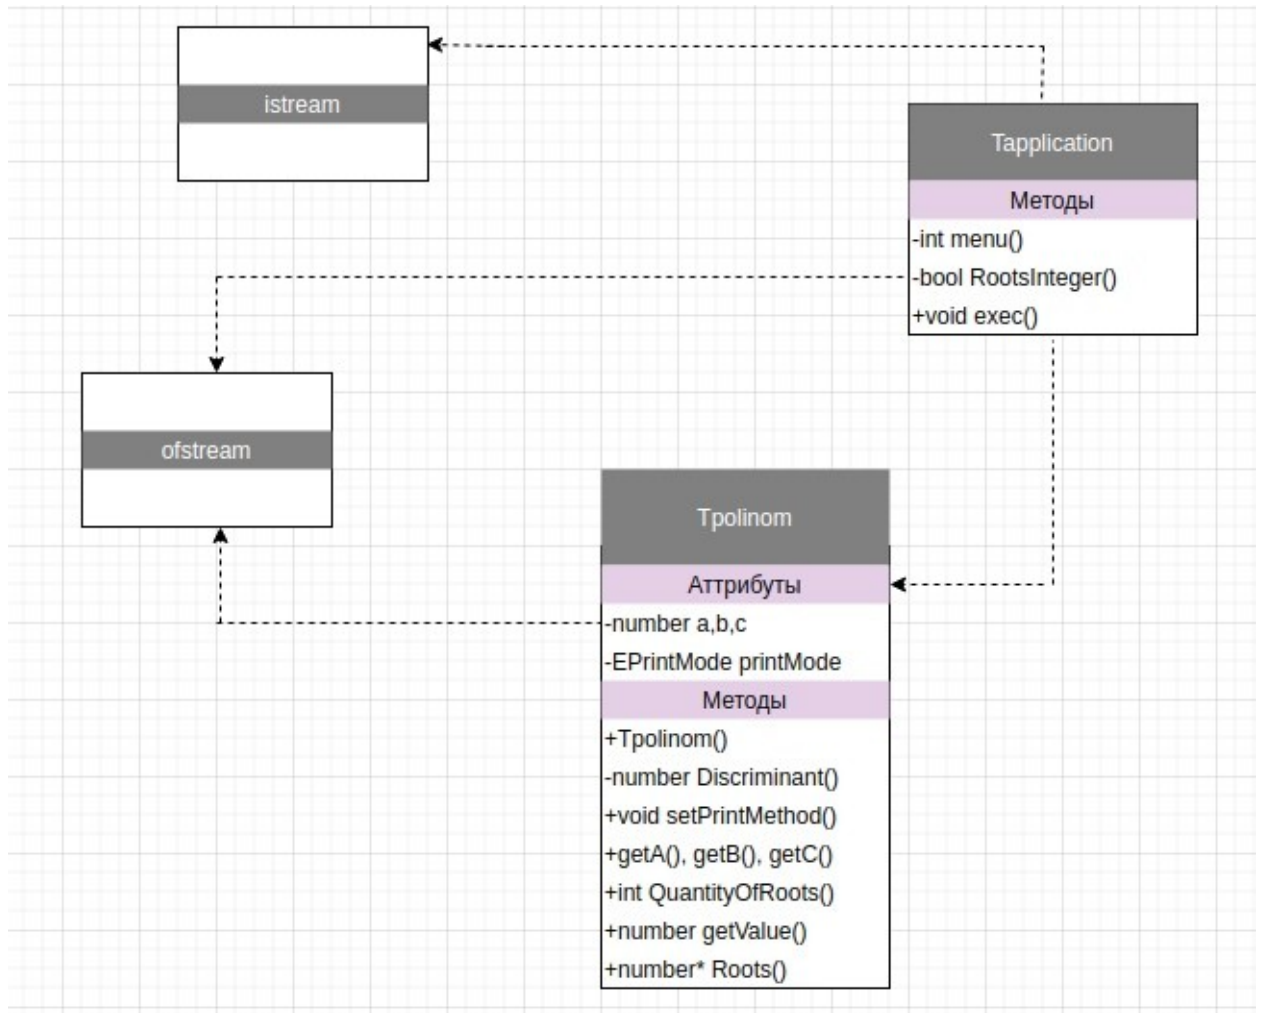 istream
Tapplication
Методы
-int menu()
-bool RootsInteger()
+void exec()
ofstream
Tpolinom
Аттрибуты
-number a,b,c
-EPrintMode printMode
Методы
+Tpolinom()
-number Discriminant()
+void setPrintMethod()
+getA(), getB(), getC()
+int QuantityOfRoots()
+number getValue()
+number* Roots()